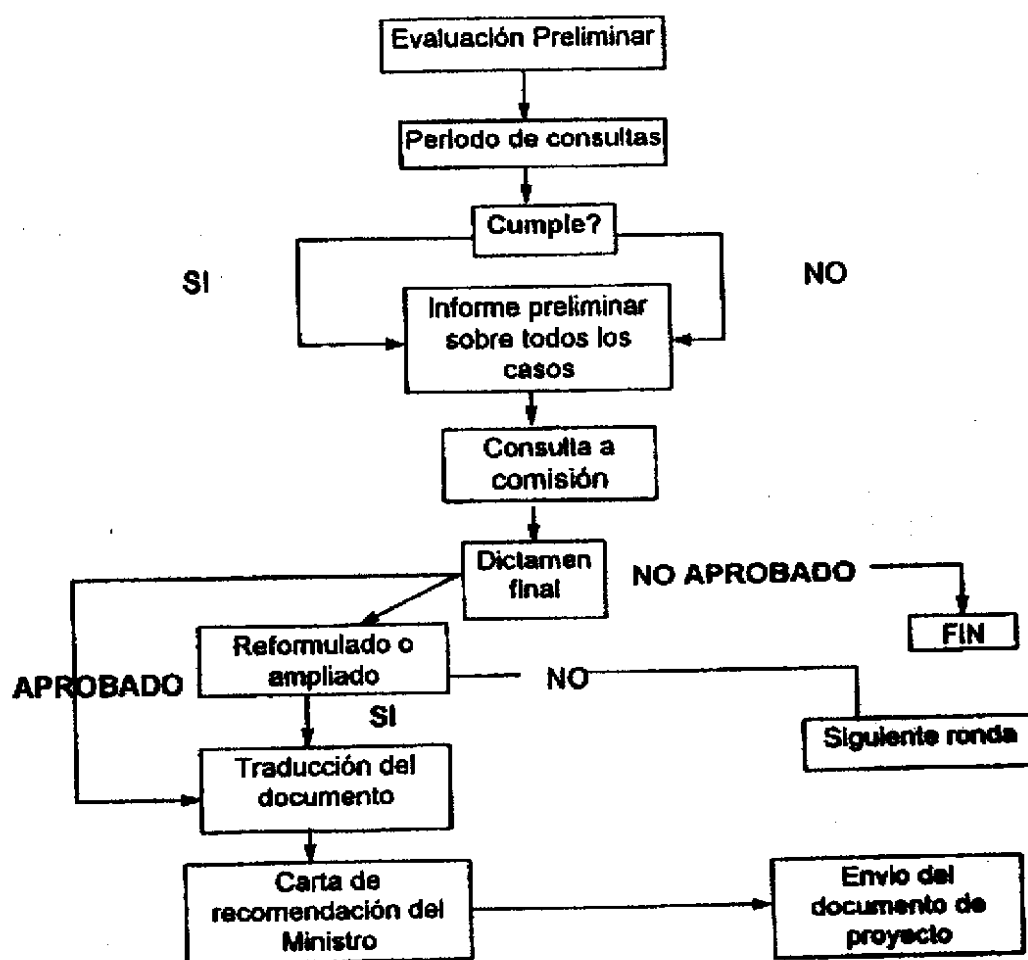 Evaluación Preliminar
Periodo de consultas
Cumple?
SI
NO
Informe preliminar
sobre todos los
casos
Consulta a
comisión
Dictamen
final
NO APROBADO
FIN
Reformulado o
ampliado
APROBADO
NO
SI
Siguiente ronda
Traducción del
documento
Carta de
recomendación del
Ministro
Envio del
documento de
proyecto